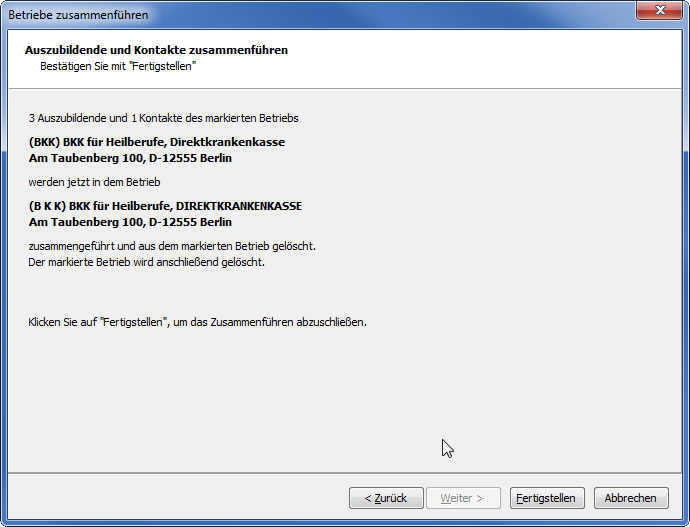 Betriebe zusammenführen
Auszubildende und Kontakte zusammenführen
Bestätigen Sie mit "Fertigstellen"
3 Auszubildende und 1 Kontakte des markierten Betriebs
(BKK) BKK für Heilberufe, Direktkrankenkasse
Am Taubenberg 100, D-12555 Berlin
werden jetzt in dem Betrieb
(B K K) BKK für Heilberufe, DIREKTKRANKENKASSE
Am Taubenberg 100, D-12555 Berlin
zusammengeführt und aus dem markierten Betrieb gelöscht.
Der markierte Betrieb wird anschließend gelöscht.
Klicken Sie auf "Fertigstellen", um das Zusammenführen abzuschließen.
< Zurück Weiter > Fertigstellen Abbrechen